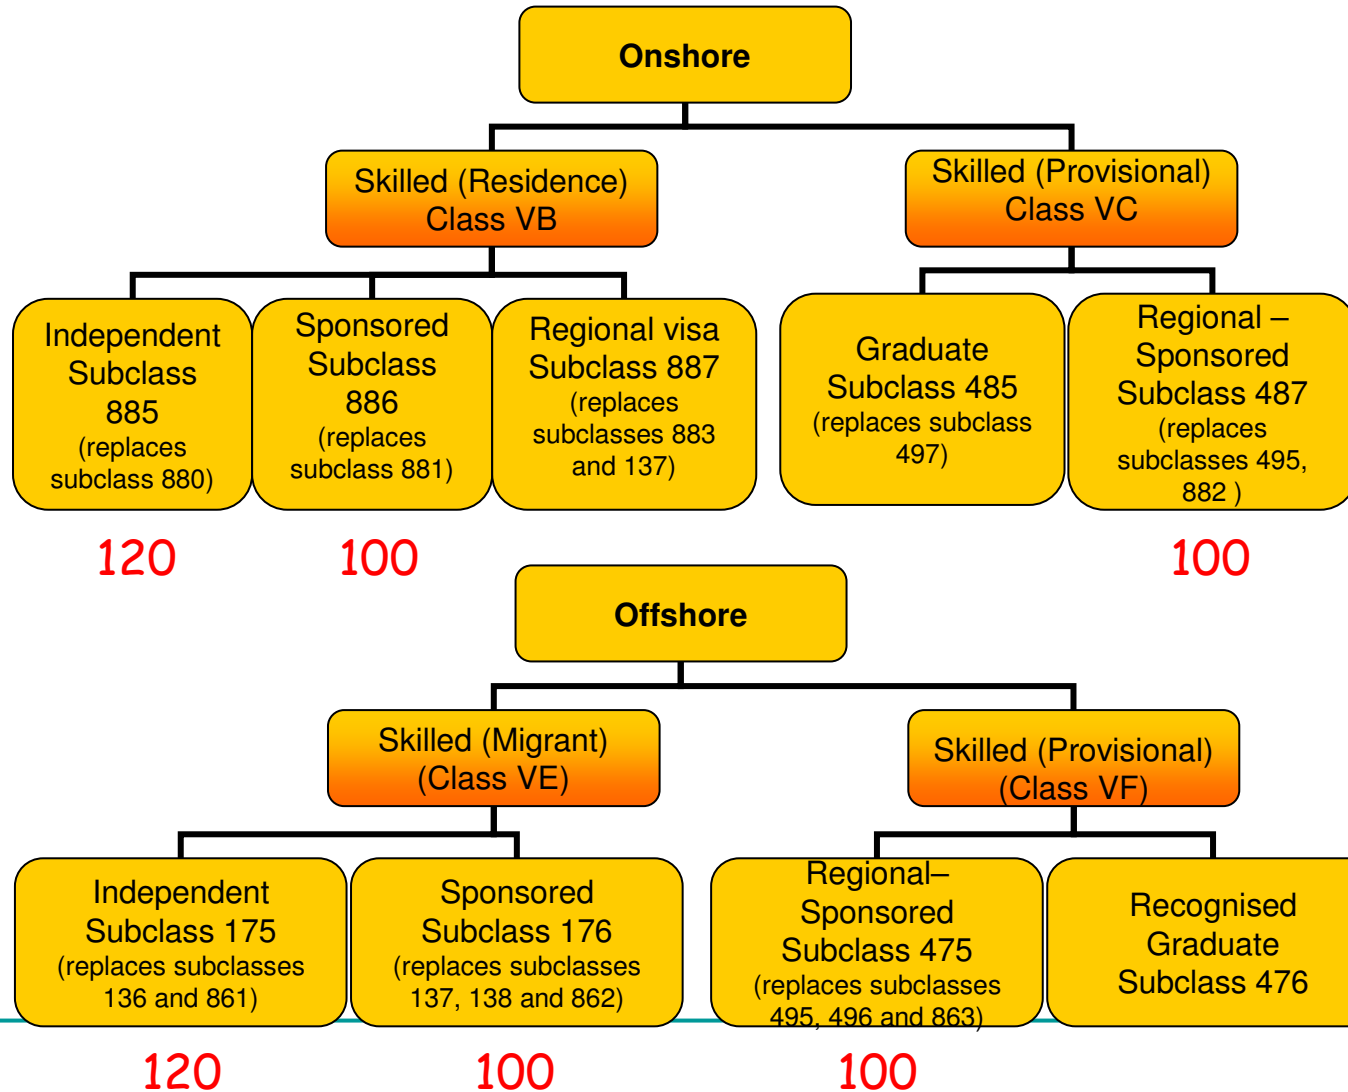 Onshore
Skilled (Residence)
Class VB
Skilled (Provisional)
Class VC
Independent
Subclass
885
(replaces
subclass 880)
Sponsored
Subclass
886
(replaces
subclass 881)
Regional visa
Subclass 887
(replaces
subclasses 883
and 137)
Graduate
Subclass 485
(replaces subclass
497)
Regional –
Sponsored
Subclass 487
(replaces
subclasses 495,
882 )
120
100
100
Offshore
Skilled (Migrant)
(Class VE)
Skilled (Provisional)
(Class VF)
Independent
Subclass 175
(replaces subclasses
136 and 861)
Sponsored
Subclass 176
(replaces subclasses
137, 138 and 862)
Regional–
Sponsored
Subclass 475
(replaces subclasses
495, 496 and 863)
Recognised
Graduate
Subclass 476
120
100
100